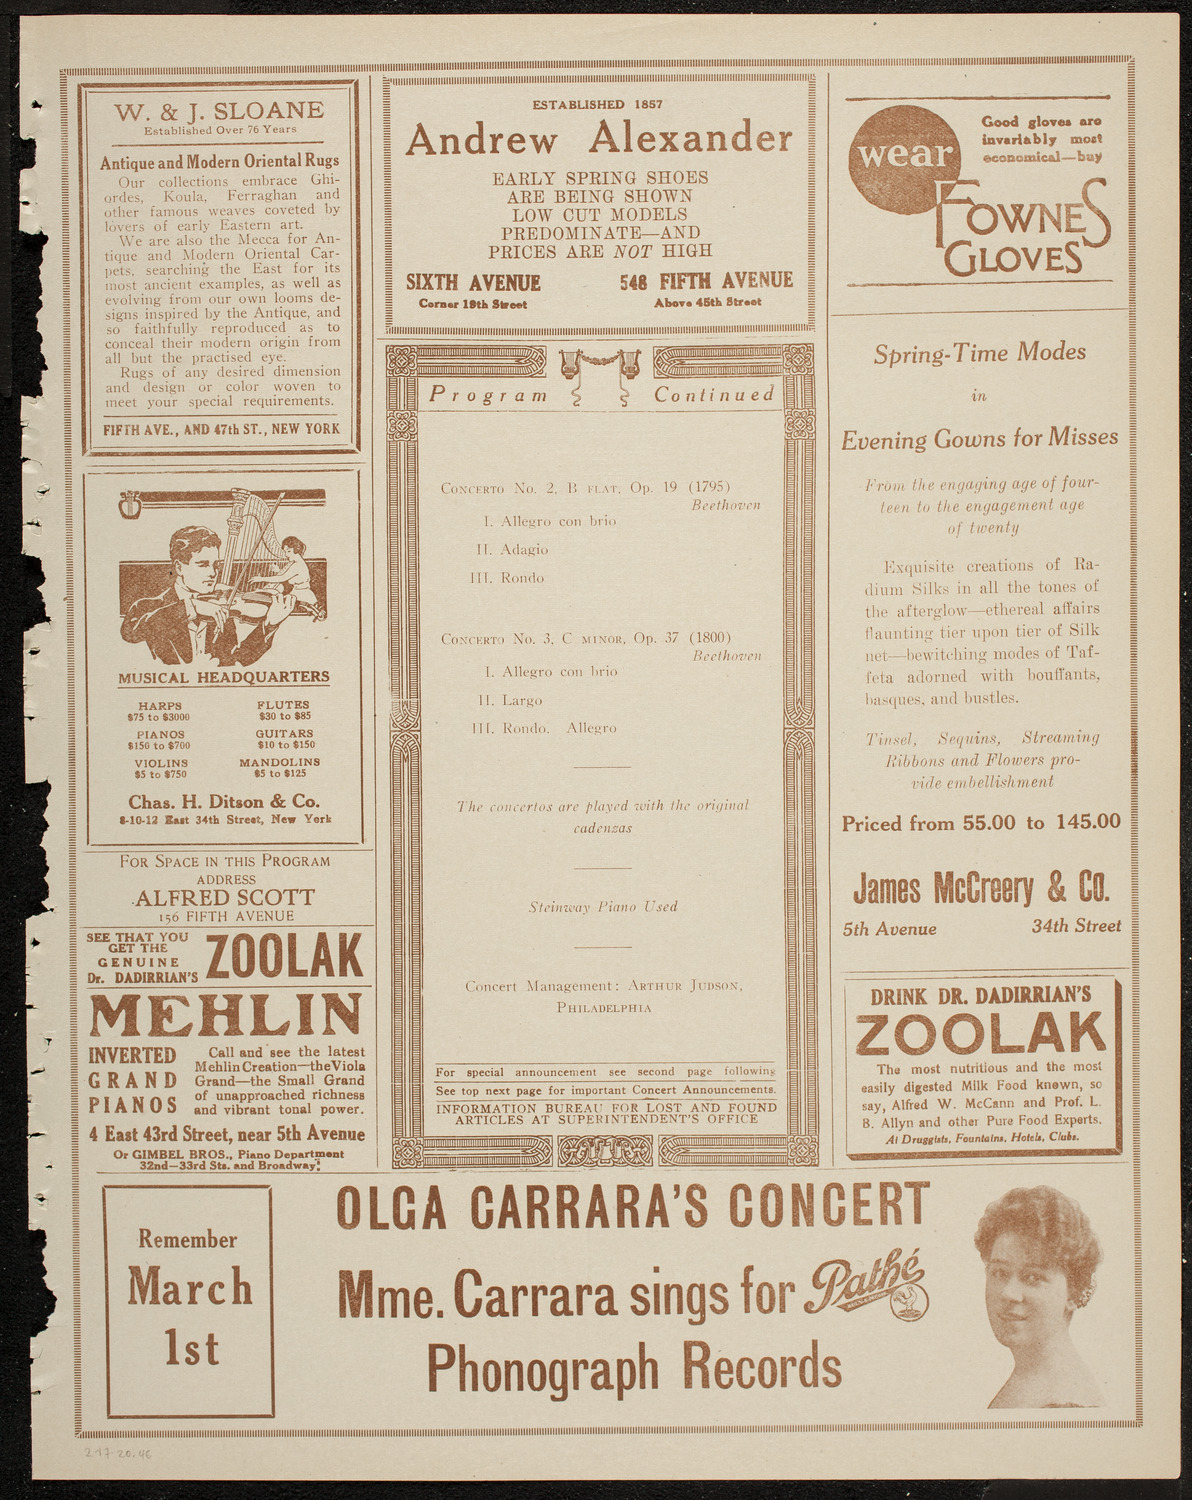 W. & J. SLOANE
Established Over 76 Years
Antique and Modern Oriental Rugs
Our collections embrace Ghi-
ordes, Koula, Ferraghan and
other famous weaves coveted by
lovers of early Eastern art.
We are also the Mecca for An-
tique and Modern Oriental Car-
pets, searching the East for its
most ancient examples, as well as
evolving from our own looms de-
signs inspired by the Antique, and
so faithfully reproduced as to
conceal their modern origin from
all but the practised eye.
Rugs of any desired dimension
and design or color woven to
meet your special requirements.
FIFTH AVE., AND 47th ST., NEW YORK
MUSICAL HEADQUARTERS
HARPS
$75 to $3000
FLUTES
$30 to $85
PIANOS
$150 to $700
GUITARS
$10 to $150
VIOLINS
$5 to $750
MANDOLINS
$5 to $125
Chas. H. Ditson & Co.
8-10-12 East 34th Street, New York
FOR SPACE IN THIS PROGRAM
ADDRESS
ALFRED SCOTT
156 FIFTH AVENUE
SEE THAT YOU
GET THE
GENUINE
Dr. DADIRRIAN'S
ZOOLAK
MEHLIN
INVERTED
GRAND
PIANOS
Call and see the latest
Mehlin Creation—the Viola
Grand—the Small Grand
of unapproached richness
and vibrant tonal power.
4 East 43rd Street, near 5th Avenue
Or GIMBEL BROS., Piano Department
32nd—33rd Sts. and Broadway.
ESTABLISHED 1857
Andrew Alexander
EARLY SPRING SHOES
ARE BEING SHOWN
LOW CUT MODELS
PREDOMINATE—AND
PRICES ARE NOT HIGH
SIXTH AVENUE
Corner 19th Street
548 FIFTH AVENUE
Above 45th Street
Program Continued
CONCERTO No. 2, B FLAT, Op. 19 (1795)
Beethoven
I. Allegro con brio
II. Adagio
III. Rondo
CONCERTO No. 3, C MINOR, Op. 37 (1800)
Beethoven
I. Allegro con brio
II. Largo
III. Rondo. Allegro
The concertos are played with the original
cadenzas
Steinway Piano Used
Concert Management: ARTHUR JUDSON,
PHILADELPHIA
For special announcement see second page following
See top next page for important Concert Announcements.
INFORMATION BUREAU FOR LOST AND FOUND
ARTICLES AT SUPERINTENDENT'S OFFICE
wear
Good gloves are
invariably most
economical—buy
FOWNES
GLOVES
Spring-Time Modes
in
Evening Gowns for Misses
From the engaging age of four-
teen to the engagement age
of twenty
Exquisite creations of Ra-
dium Silks in all the tones of
the afterglow—ethereal affairs
flaunting tier upon tier of Silk
net—bewitching modes of Taf-
feta adorned with bouffants,
basques, and bustles.
Tinsel, Sequins, Streaming
Ribbons and Flowers pro-
vide embellishment
Priced from 55.00 to 145.00
James McCreery & Co.
5th Avenue 34th Street
DRINK DR. DADIRRIAN'S
ZOOLAK
The most nutritious and the most
easily digested Milk Food known, so
say, Alfred W. McCann and Prof. L.
B. Allyn and other Pure Food Experts.
At Druggists, Fountains, Hotels, Clubs.
Remember
March
1st
OLGA CARRARA'S CONCERT
Mme. Carrara sings for Pathé
Phonograph Records
2-17-20.46